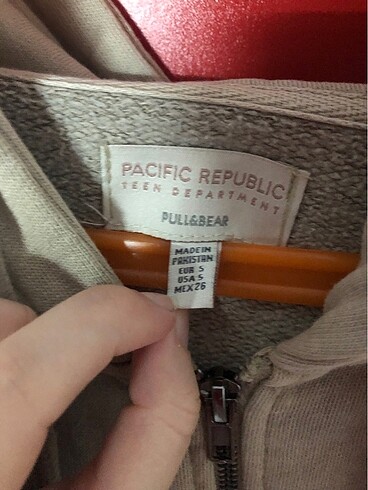 PACIFIC REPUBLIC
TEEN DEPARTMENT
PULL&BEAR
MADE IN
PAKISTAN
EUR S
USA S
MEX 26